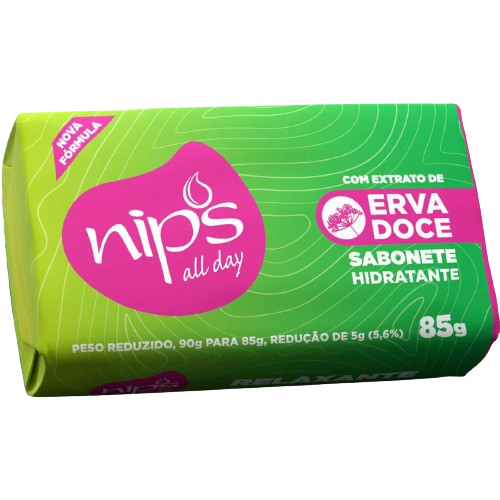 NOVA
FÓRMULA
nips
all day
COM EXTRATO DE
ERVA
DOCE
SABONETE
HIDRATANTE
PESO REDUZIDO, 90g PARA 85g, REDUÇÃO DE 5g (5,6%)
85g
RELAXANTE